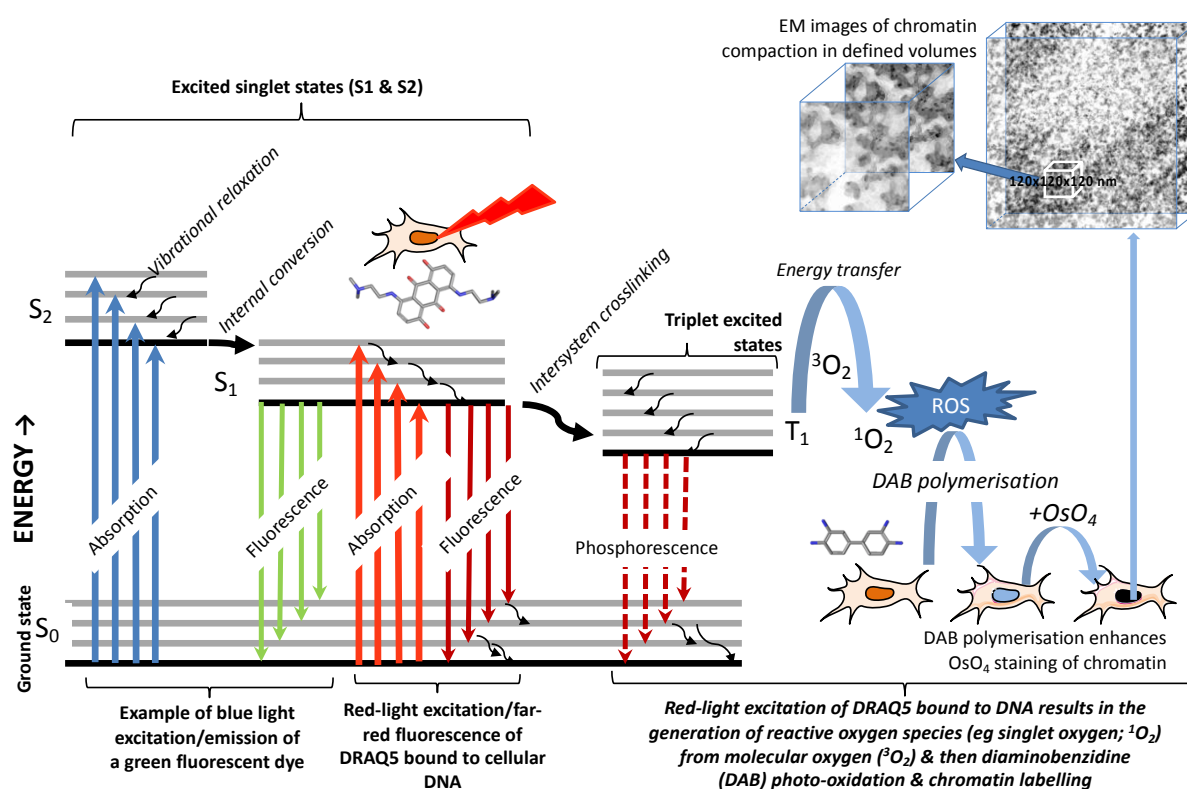 EM images of chromatin
compaction in defined volumes
Excited singlet states (S1 & S2)
120x120x120 nm
Vibrational relaxation
Internal conversion
Energy transfer
S2
S1
Intersystem crosslinking
Triplet excited
states
³O₂
T₁
¹O₂
ROS
ENERGY →
DAB polymerisation
+OsO₄
Absorption
Fluorescence
Absorption
Fluorescence
Phosphorescence
Ground state
S0
DAB polymerisation enhances
OsO₄ staining of chromatin
Example of blue light
excitation/emission of
a green fluorescent dye
Red-light excitation/far-
red fluorescence of
DRAQ5 bound to cellular
DNA
Red-light excitation of DRAQ5 bound to DNA results in the
generation of reactive oxygen species (eg singlet oxygen; ¹O₂)
from molecular oxygen (³O₂) & then diaminobenzidine
(DAB) photo-oxidation & chromatin labelling